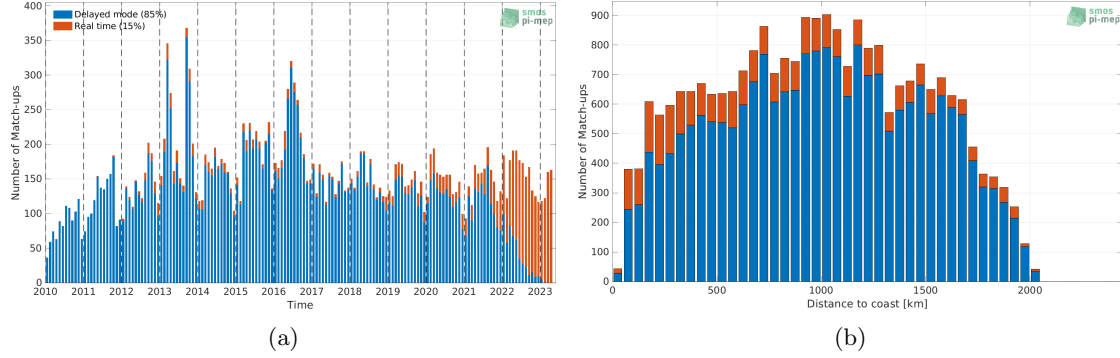 Delayed mode (85%)
Real time (15%)
smos
pi-mep
Number of Match-ups
400
350
300
250
200
150
100
50
0
2010 2011 2012 2013 2014 2015 2016 2017 2018 2019 2020 2021 2022 2023
Time
(a)
smos
pi-mep
Number of Match-ups
900
800
700
600
500
400
300
200
100
0
0 500 1000 1500 2000
Distance to coast [km]
(b)